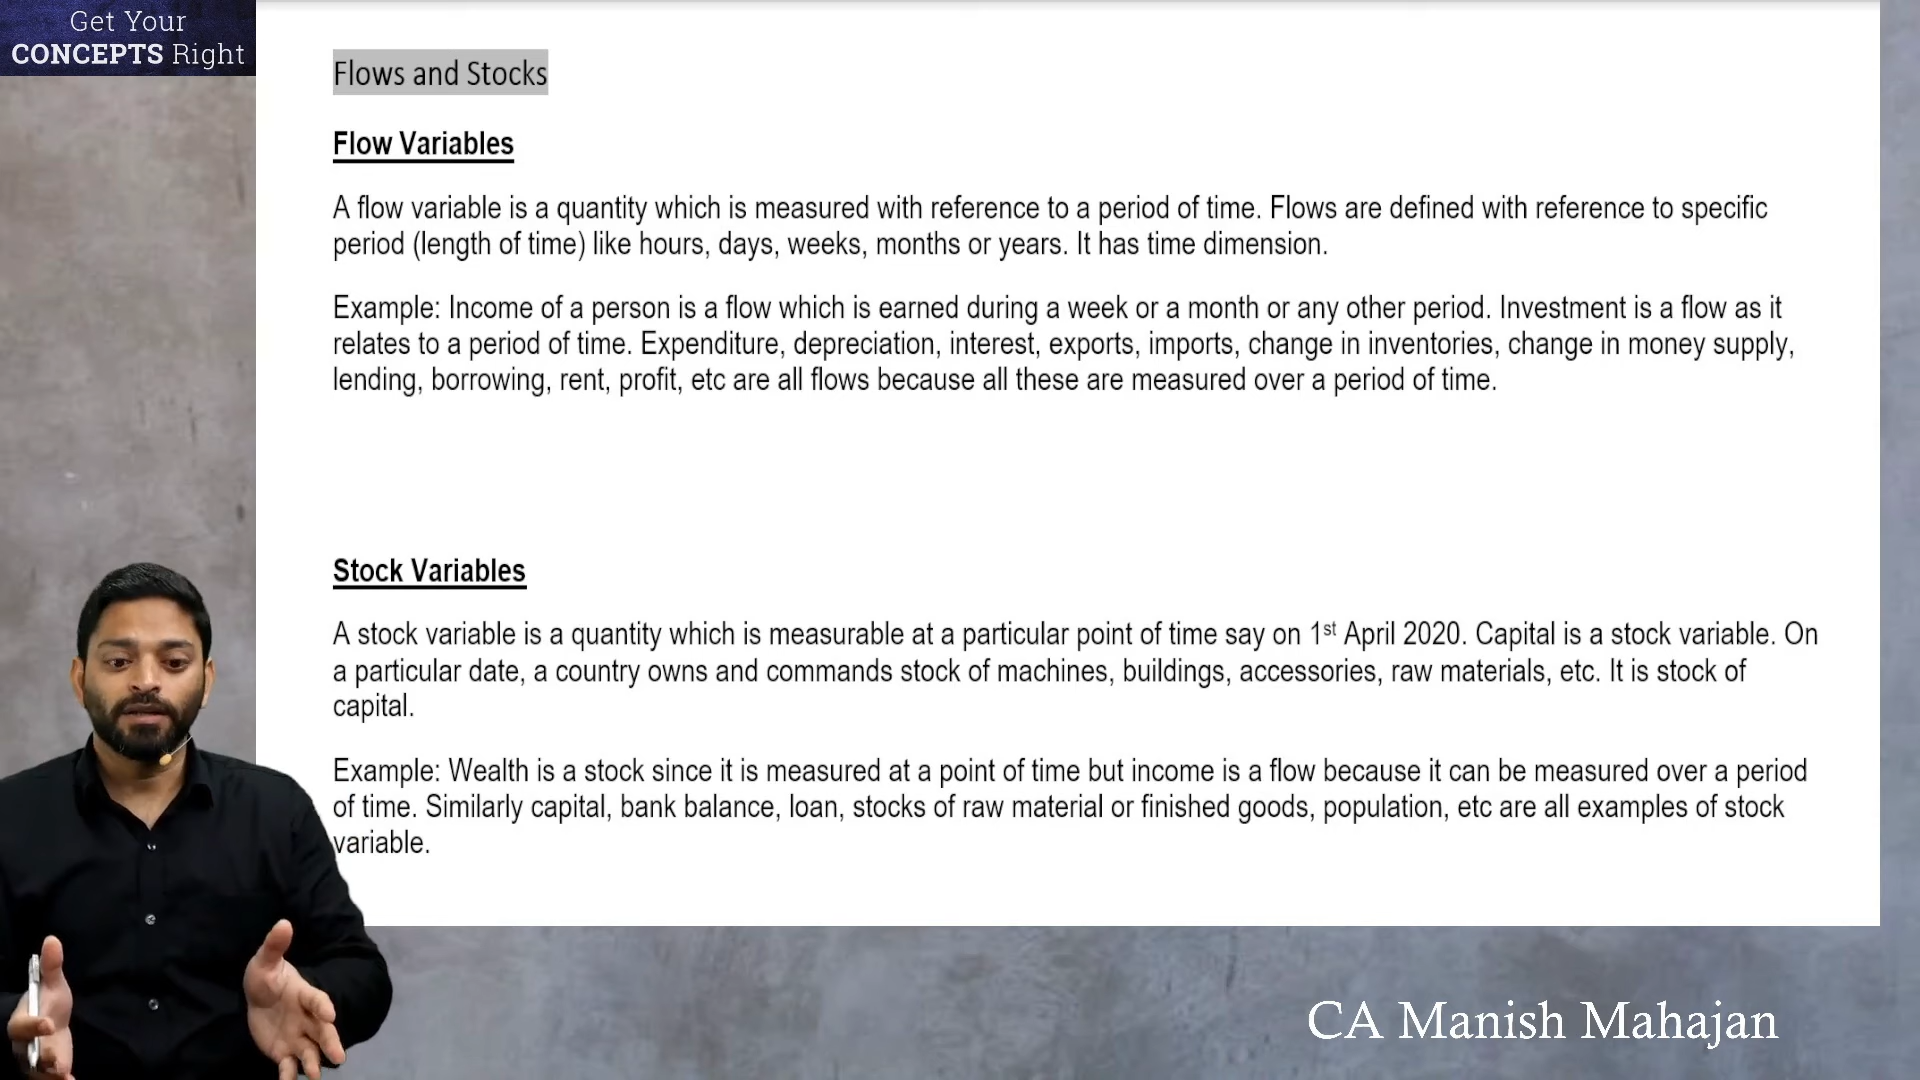 Get Your
CONCEPTS Right
Flows and Stocks
Flow Variables
A flow variable is a quantity which is measured with reference to a period of time. Flows are defined with reference to specific
period (length of time) like hours, days, weeks, months or years. It has time dimension.
Example: Income of a person is a flow which is earned during a week or a month or any other period. Investment is a flow as it
relates to a period of time. Expenditure, depreciation, interest, exports, imports, change in inventories, change in money supply,
lending, borrowing, rent, profit, etc are all flows because all these are measured over a period of time.
Stock Variables
A stock variable is a quantity which is measurable at a particular point of time say on 1st April 2020. Capital is a stock variable. On
a particular date, a country owns and commands stock of machines, buildings, accessories, raw materials, etc. It is stock of
capital.
Example: Wealth is a stock since it is measured at a point of time but income is a flow because it can be measured over a period
of time. Similarly capital, bank balance, loan, stocks of raw material or finished goods, population, etc are all examples of stock
variable.
CA Manish Mahajan